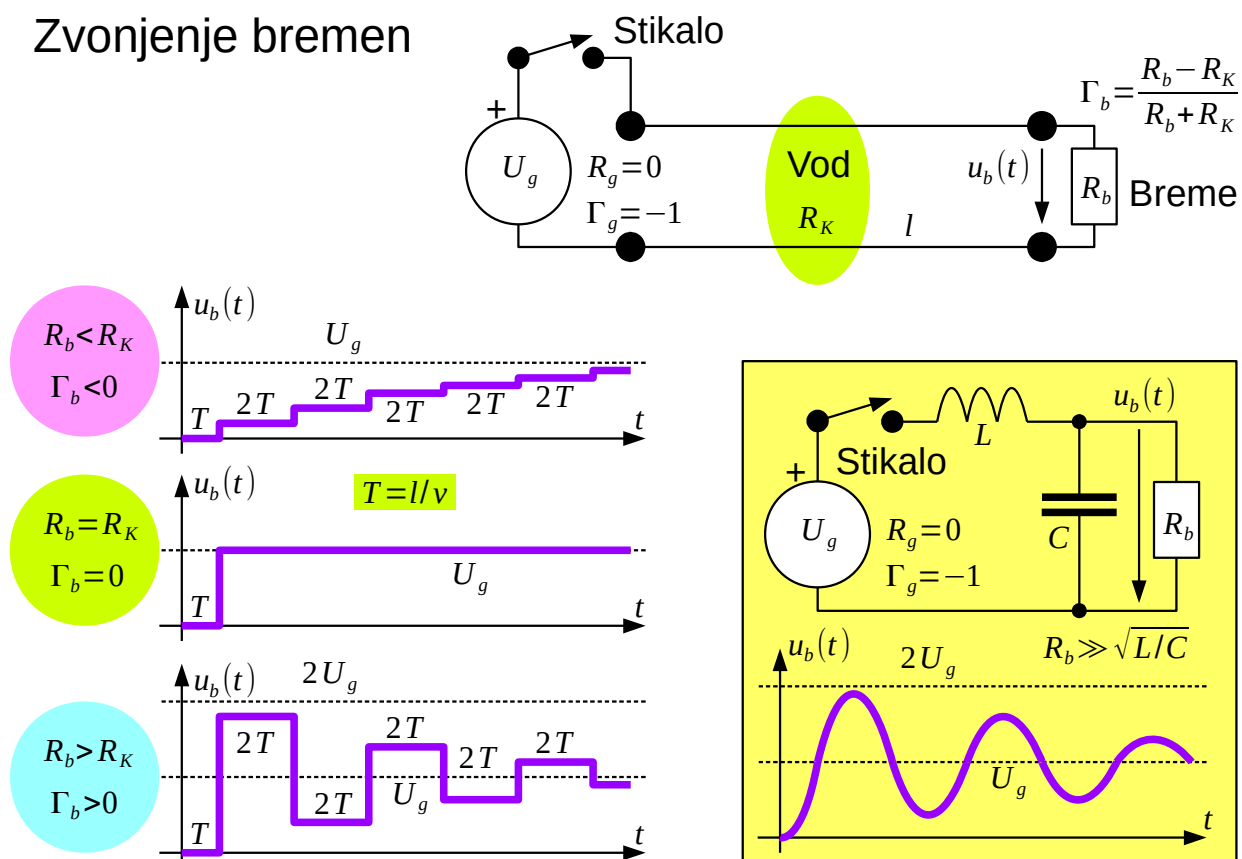 Zvonjenje bremen
Stikalo
+
U_g
R_g=0
Γ_g=−1
Vod
R_K
l
u_b(t)
R_b
Breme
Γ_b=(R_b−R_K)/(R_b+R_K)
R_b<R_K
Γ_b<0
u_b(t)
U_g
T
2T
2T
2T
2T
2T
t
R_b=R_K
Γ_b=0
u_b(t)
T=l/v
T
U_g
t
R_b>R_K
Γ_b>0
u_b(t)
2U_g
T
2T
2T
2T
2T
2T
U_g
t
+
Stikalo
L
u_b(t)
U_g
R_g=0
Γ_g=−1
C
R_b
R_b≫√(L/C)
u_b(t)
2U_g
U_g
t